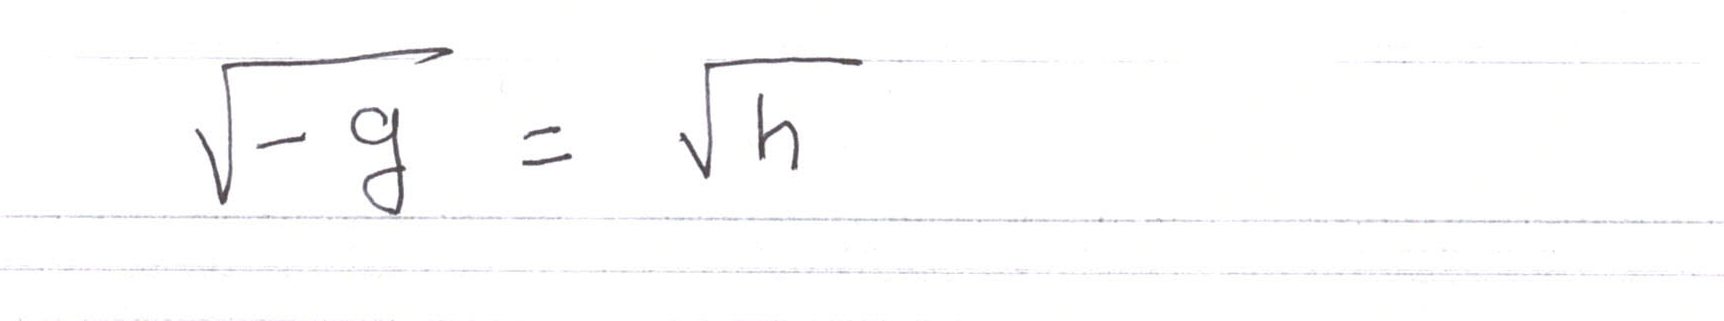 √-g = √h